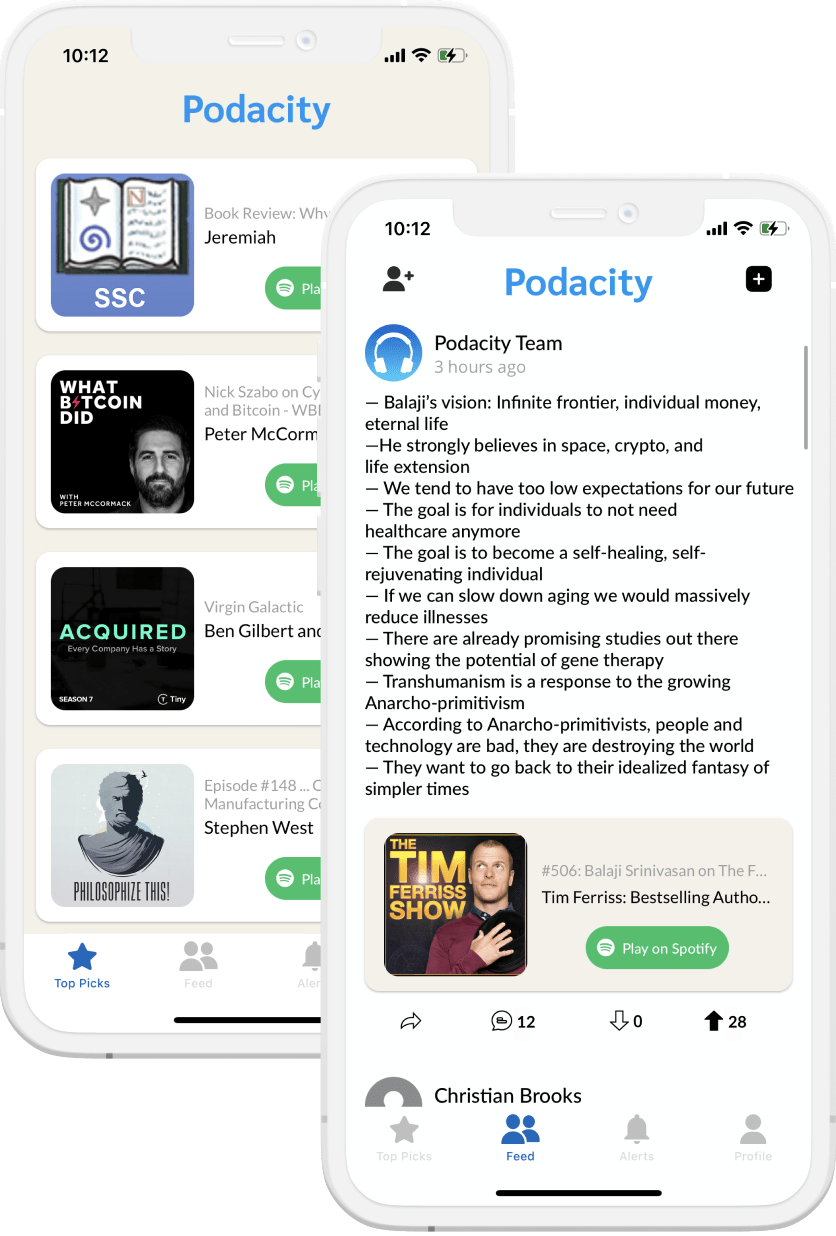 10:12
Podacity
SSC
Book Review: Why
Jeremiah
WHAT
BITCOIN
DID
WITH
PETER MCCORMACK
Nick Szabo on Cy
and Bitcoin - WBD
Peter McCorm
ACQUIRED
Every Company Has a Story
SEASON 7
Tiny
Virgin Galactic
Ben Gilbert and
PHILOSOPHIZE THIS!
Episode #148 ... C
Manufacturing Co
Stephen West
Top Picks
Feed
10:12
Podacity
Podacity Team
3 hours ago
— Balaji’s vision: Infinite frontier, individual money,
eternal life
—He strongly believes in space, crypto, and
life extension
— We tend to have too low expectations for our future
— The goal is for individuals to not need
healthcare anymore
— The goal is to become a self-healing, self-
rejuvenating individual
— If we can slow down aging we would massively
reduce illnesses
— There are already promising studies out there
showing the potential of gene therapy
— Transhumanism is a response to the growing
Anarcho-primitivism
— According to Anarcho-primitivists, people and
technology are bad, they are destroying the world
— They want to go back to their idealized fantasy of
simpler times
THE
TIM
FERRISS
SHOW
#506: Balaji Srinivasan on The F...
Tim Ferriss: Bestselling Autho...
Play on Spotify
12
0
28
Christian Brooks
Top Picks
Feed
Alerts
Profile